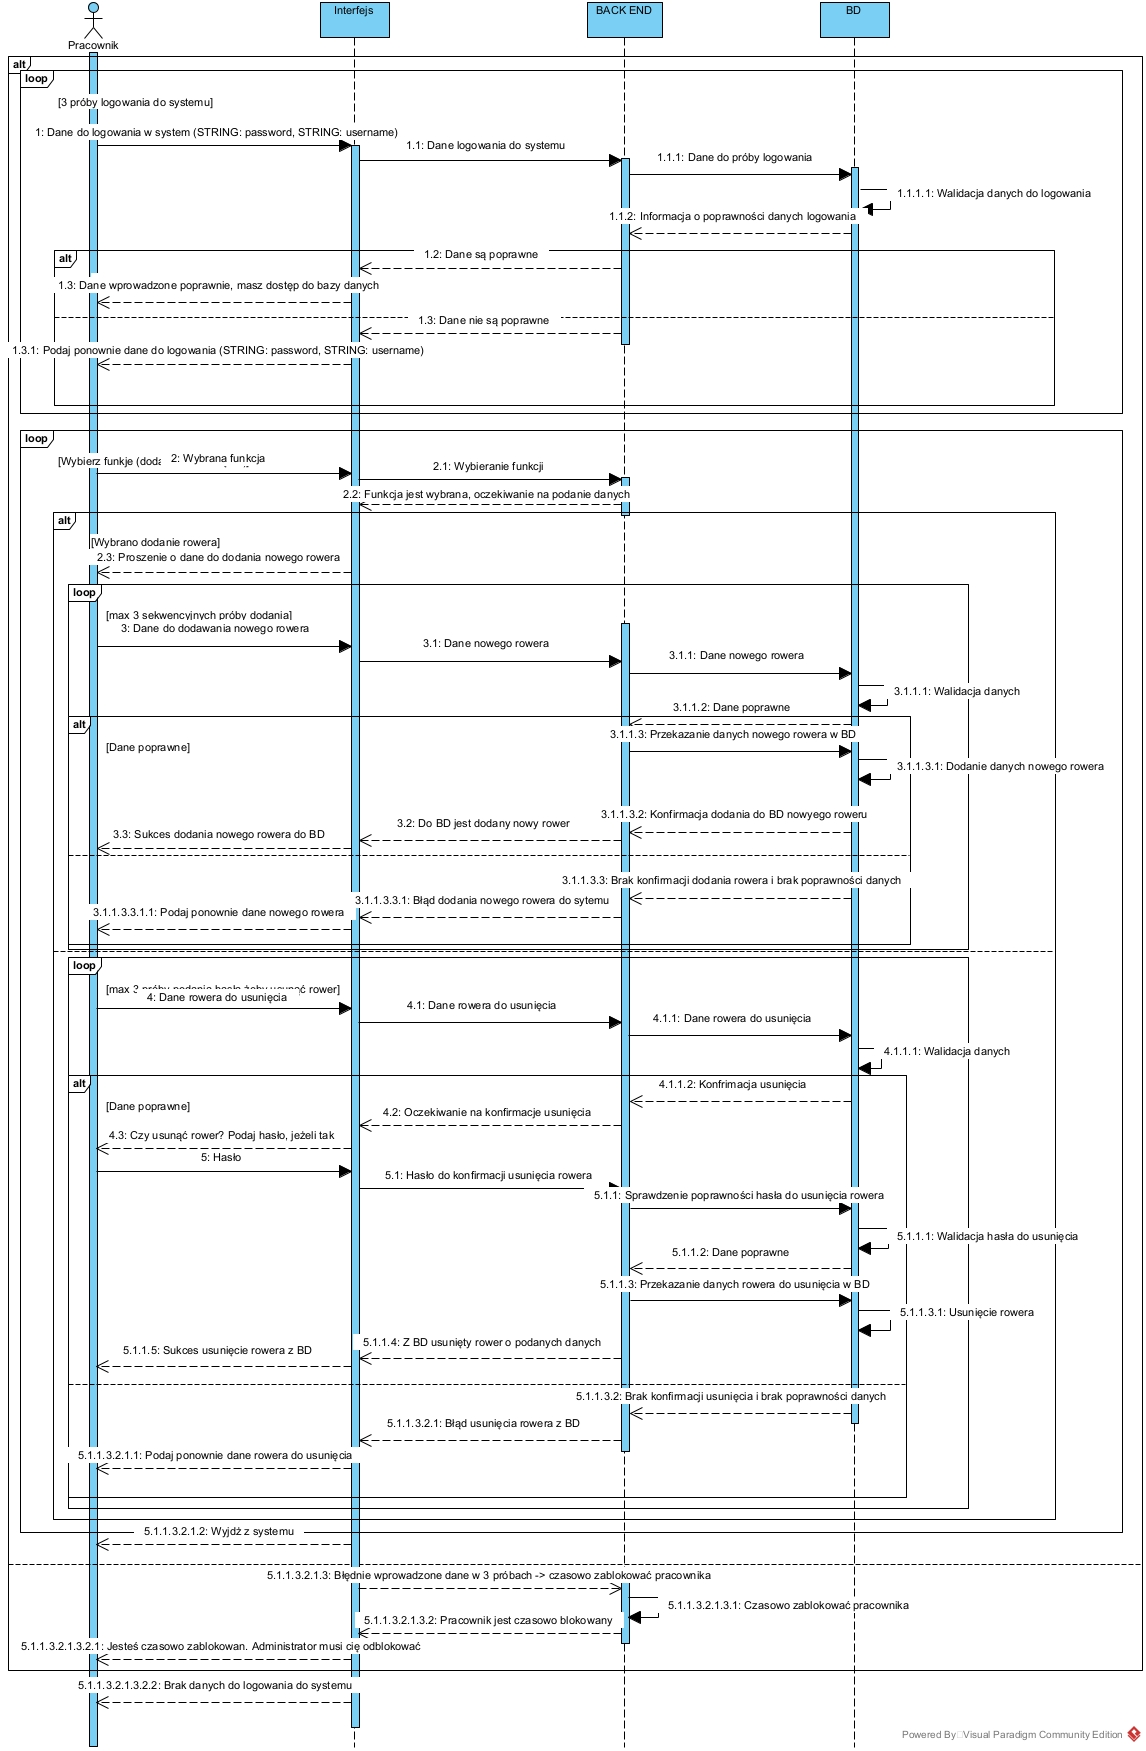 Pracownik
Interfejs
BACK END
BD
alt
loop
[3 próby logowania do systemu]
1: Dane do logowania w system (STRING: password, STRING: username)
1.1: Dane logowania do systemu
1.1.1: Dane do próby logowania
1.1.1.1: Walidacja danych do logowania
1.1.2: Informacja o poprawności danych logowania
alt
1.2: Dane są poprawne
1.3: Dane wprowadzone poprawnie, masz dostęp do bazy danych
1.3: Dane nie są poprawne
1.3.1: Podaj ponownie dane do logowania (STRING: password, STRING: username)
loop
[Wybierz funkje
2: Wybrana funkcja
2.1: Wybieranie funkcji
2.2: Funkcja jest wybrana, oczekiwanie na podanie danych
alt
[Wybrano dodanie rowera]
2.3: Proszenie o dane do dodania nowego rowera
loop
[max 3 sekwencyjnych próby dodania]
3: Dane do dodawania nowego rowera
3.1: Dane nowego rowera
3.1.1: Dane nowego rowera
3.1.1.1: Walidacja danych
3.1.1.2: Dane poprawne
alt
3.1.1.3: Przekazanie danych nowego rowera w BD
[Dane poprawne]
3.1.1.3.1: Dodanie danych nowego rowera
3.1.1.3.2: Konfirmacja dodania do BD nowyego roweru
3.2: Do BD jest dodany nowy rower
3.3: Sukces dodania nowego rowera do BD
3.1.1.3.3: Brak konfirmacji dodania rowera i brak poprawności danych
3.1.1.3.3.1: Błąd dodania nowego rowera do sytemu
3.1.1.3.3.1.1: Podaj ponownie dane nowego rowera
loop
[max 3 próby podania hasła żeby usunąć rower]
4: Dane rowera do usunięcia
4.1: Dane rowera do usunięcia
4.1.1: Dane rowera do usunięcia
4.1.1.1: Walidacja danych
alt
4.1.1.2: Konfrimacja usunięcia
[Dane poprawne]
4.2: Oczekiwanie na konfirmacje usunięcia
4.3: Czy usunąć rower? Podaj hasło, jeżeli tak
5: Hasło
5.1: Hasło do konfirmacji usunięcia rowera
5.1.1: Sprawdzenie poprawności hasła do usunięcia rowera
5.1.1.1: Walidacja hasła do usunięcia
5.1.1.2: Dane poprawne
5.1.1.3: Przekazanie danych rowera do usunięcia w BD
5.1.1.3.1: Usunięcie rowera
5.1.1.4: Z BD usunięty rower o podanych danych
5.1.1.5: Sukces usunięcie rowera z BD
5.1.1.3.2: Brak konfirmacji usunięcia i brak poprawności danych
5.1.1.3.2.1: Błąd usunięcia rowera z BD
5.1.1.3.2.1.1: Podaj ponownie dane rowera do usunięcia
5.1.1.3.2.1.2: Wyjdź z systemu
5.1.1.3.2.1.3: Błędnie wprowadzone dane w 3 próbach -> czasowo zablokować pracownika
5.1.1.3.2.1.3.1: Czasowo zablokować pracownika
5.1.1.3.2.1.3.2: Pracownik jest czasowo blokowany
5.1.1.3.2.1.3.2.1: Jesteś czasowo zablokowan. Administrator musi cię odblokować
5.1.1.3.2.1.3.2.2: Brak danych do logowania do systemu
Powered By Visual Paradigm Community Edition